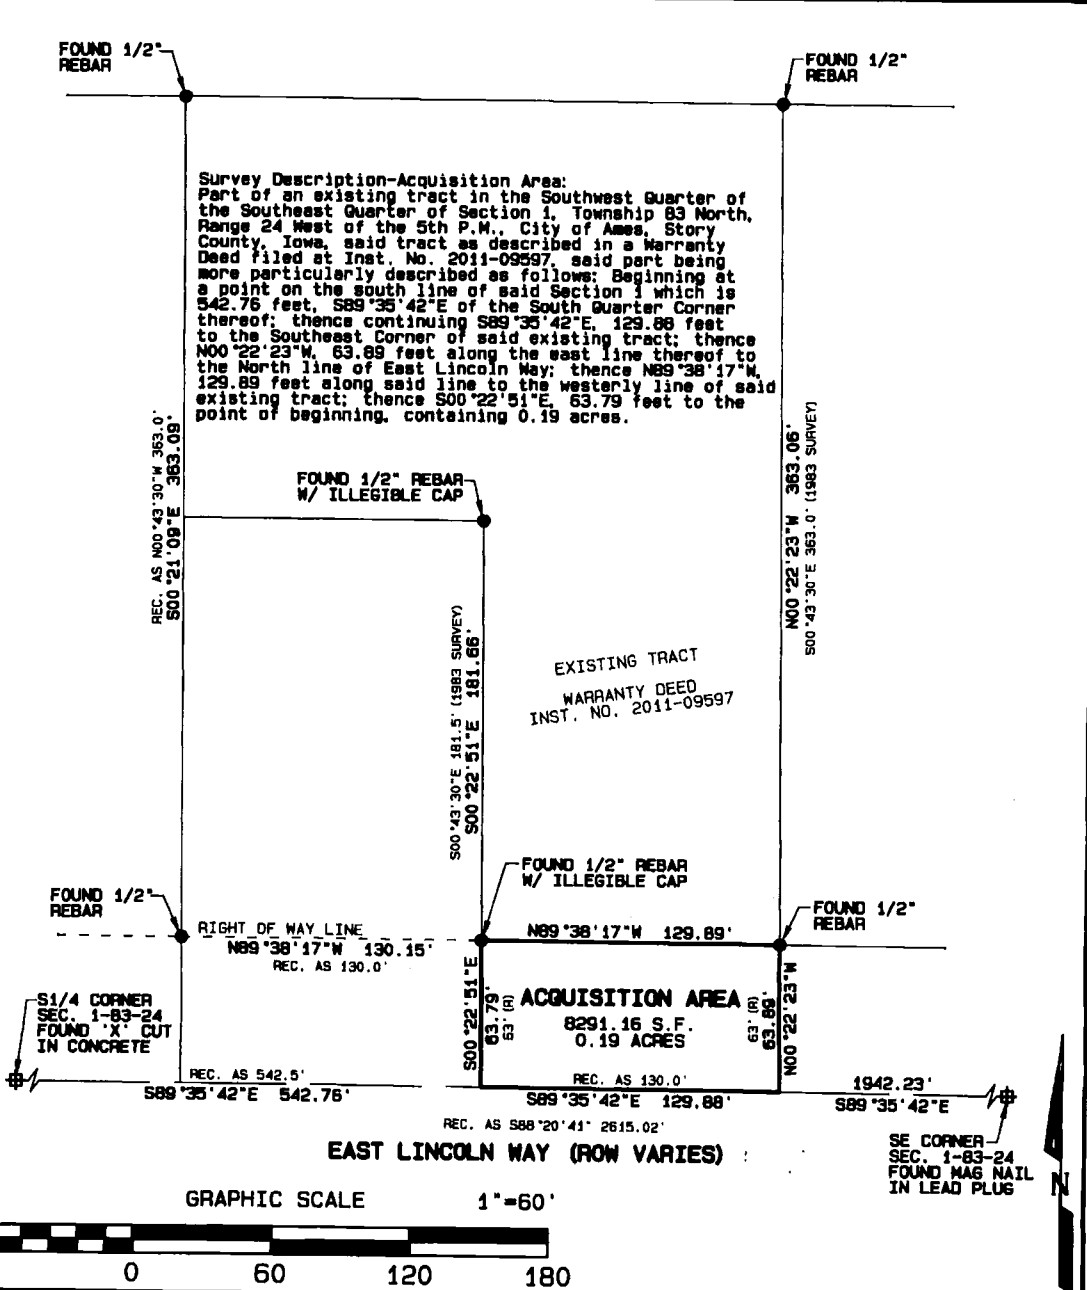 FOUND 1/2"
REBAR
FOUND 1/2"
REBAR
Survey Description-Acquisition Area:
Part of an existing tract in the Southwest Quarter of
the Southeast Quarter of Section 1, Township 83 North,
Range 24 West of the 5th P.M., City of Ames, Story
County, Iowa, said tract as described in a Warranty
Deed filed at Inst. No. 2011-09597, said part being
more particularly described as follows: Beginning at
a point on the south line of said Section 1 which is
542.76 feet, S89°35'42"E of the South Quarter Corner
thereof; thence continuing S89°35'42"E, 129.88 feet
to the Southeast Corner of said existing tract; thence
N00°22'23"W, 63.89 feet along the east line thereof to
the North line of East Lincoln Way; thence N89°38'17"W,
129.89 feet along said line to the westerly line of said
existing tract; thence S00°22'51"E, 63.79 feet to the
point of beginning, containing 0.19 acres.
REC. AS N00°43'30"W 363.0'
S00°21'09"E 363.09'
N00°22'23"W 363.06'
S00°43'30"E 363.0' (1983 SURVEY)
FOUND 1/2" REBAR
W/ ILLEGIBLE CAP
S00°43'30"E 181.5' (1983 SURVEY)
S00°22'51"E 181.66'
EXISTING TRACT
WARRANTY DEED
INST. NO. 2011-09597
FOUND 1/2" REBAR
W/ ILLEGIBLE CAP
FOUND 1/2"
REBAR
FOUND 1/2"
REBAR
RIGHT OF WAY LINE
N89°38'17"W 130.15'
REC. AS 130.0'
N89°38'17"W 129.89'
S00°22'51"E
63.79'
63' (R)
ACQUISITION AREA
8291.16 S.F.
0.19 ACRES
63' (R)
63.89'
N00°22'23"W
S1/4 CORNER
SEC. 1-83-24
FOUND 'X' CUT
IN CONCRETE
REC. AS 542.5'
S89°35'42"E 542.76'
REC. AS 130.0'
S89°35'42"E 129.88'
1942.23'
S89°35'42"E
REC. AS S88°20'41" 2615.02'
EAST LINCOLN WAY (ROW VARIES)
SE CORNER
SEC. 1-83-24
FOUND MAG NAIL
IN LEAD PLUG
N
GRAPHIC SCALE 1"=60'
0 60 120 180